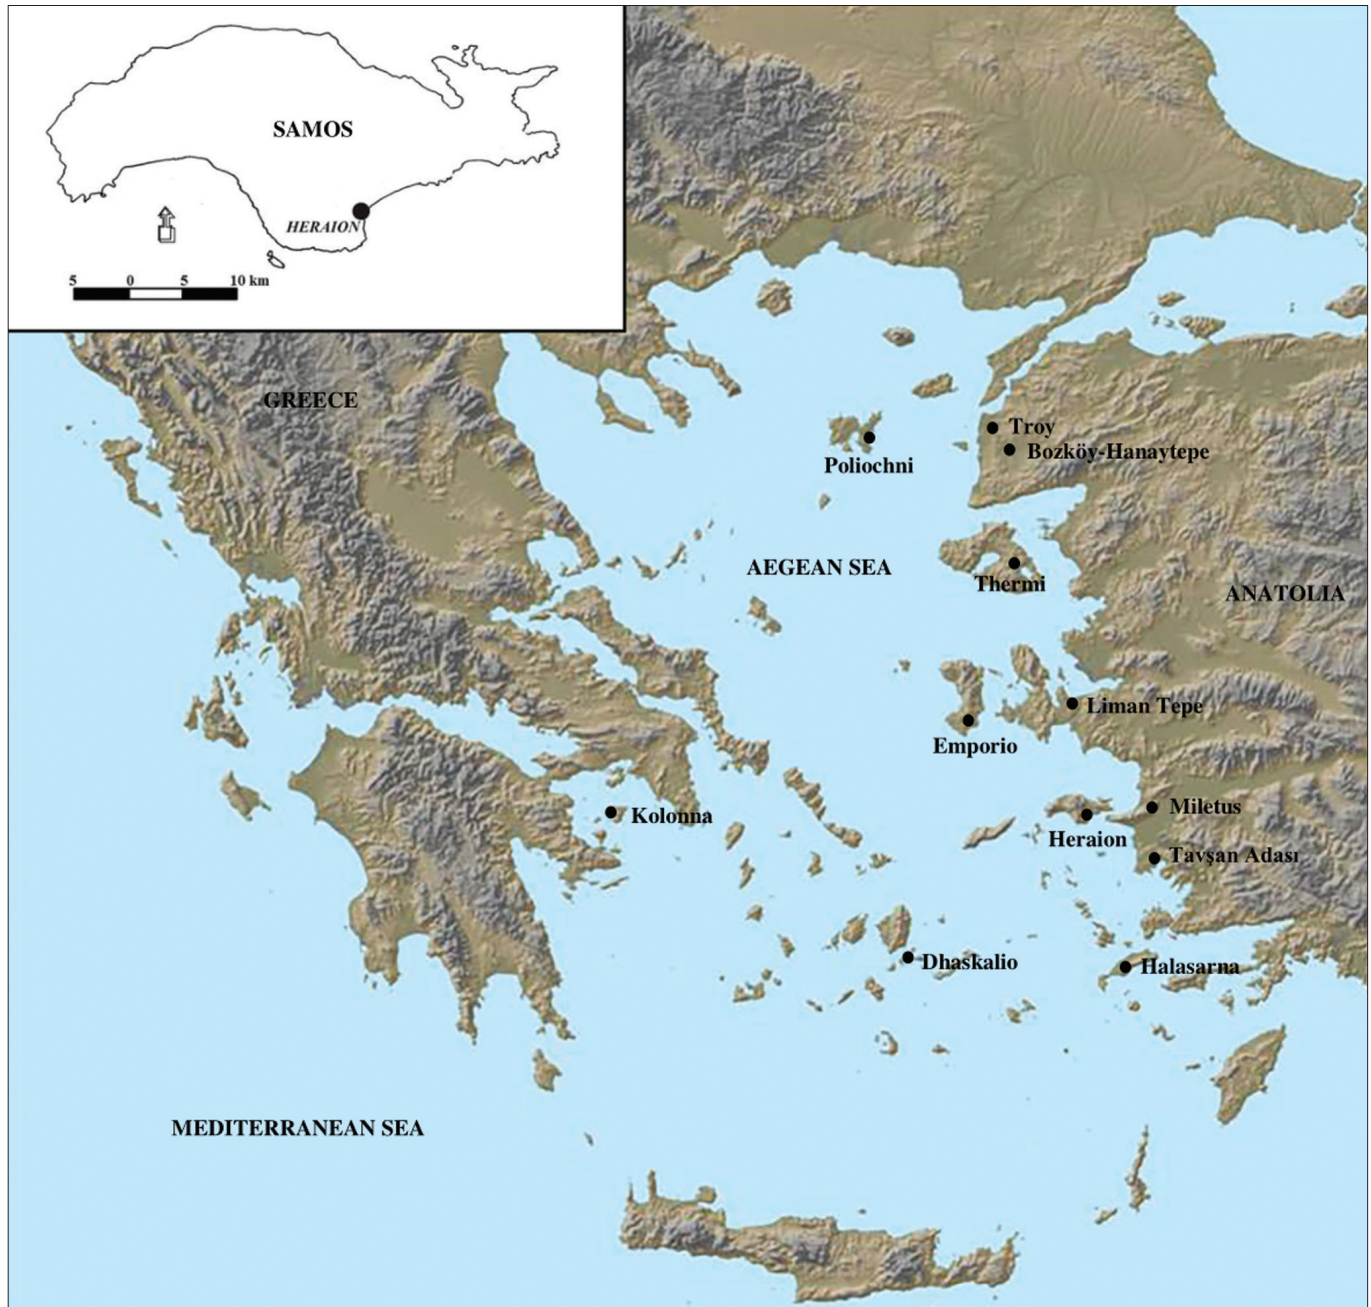 SAMOS
HERAION
5 0 5 10 km
GREECE
Troy
Bozköy-Hanaytepe
Poliochni
AEGEAN SEA
Thermi
ANATOLIA
Liman Tepe
Emporio
Kolonna
Miletus
Heraion
Tavşan Adası
Dhaskalio
Halasarna
MEDITERRANEAN SEA